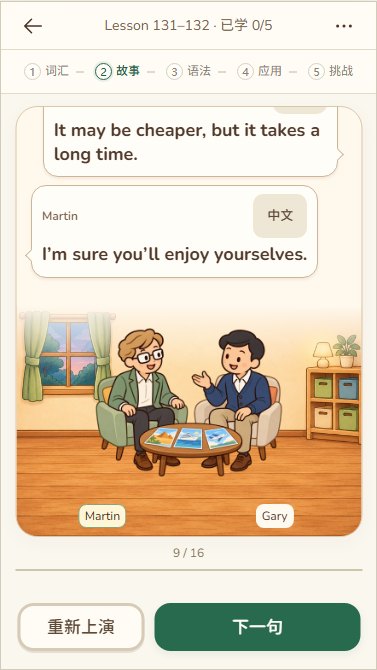 Lesson 131–132 · 已学 0/5
1 词汇
2 故事
3 语法
4 应用
5 挑战
It may be cheaper, but it takes a
long time.
Martin
中文
I’m sure you’ll enjoy yourselves.
Martin
Gary
9 / 16
重新上演
下一句